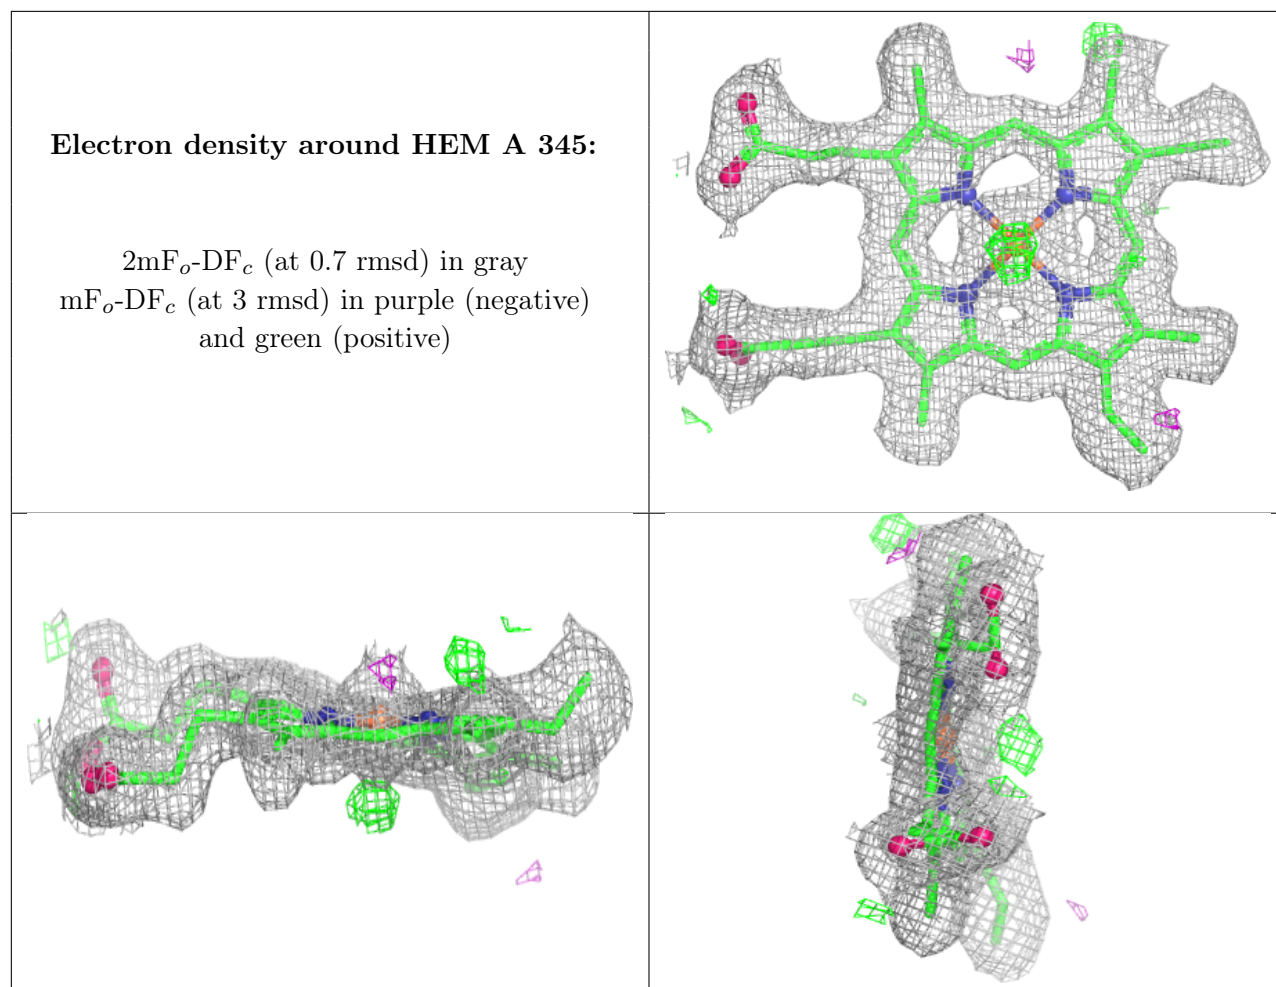 Electron density around HEM A 345:
2mFo-DFc (at 0.7 rmsd) in gray
mFo-DFc (at 3 rmsd) in purple (negative)
and green (positive)